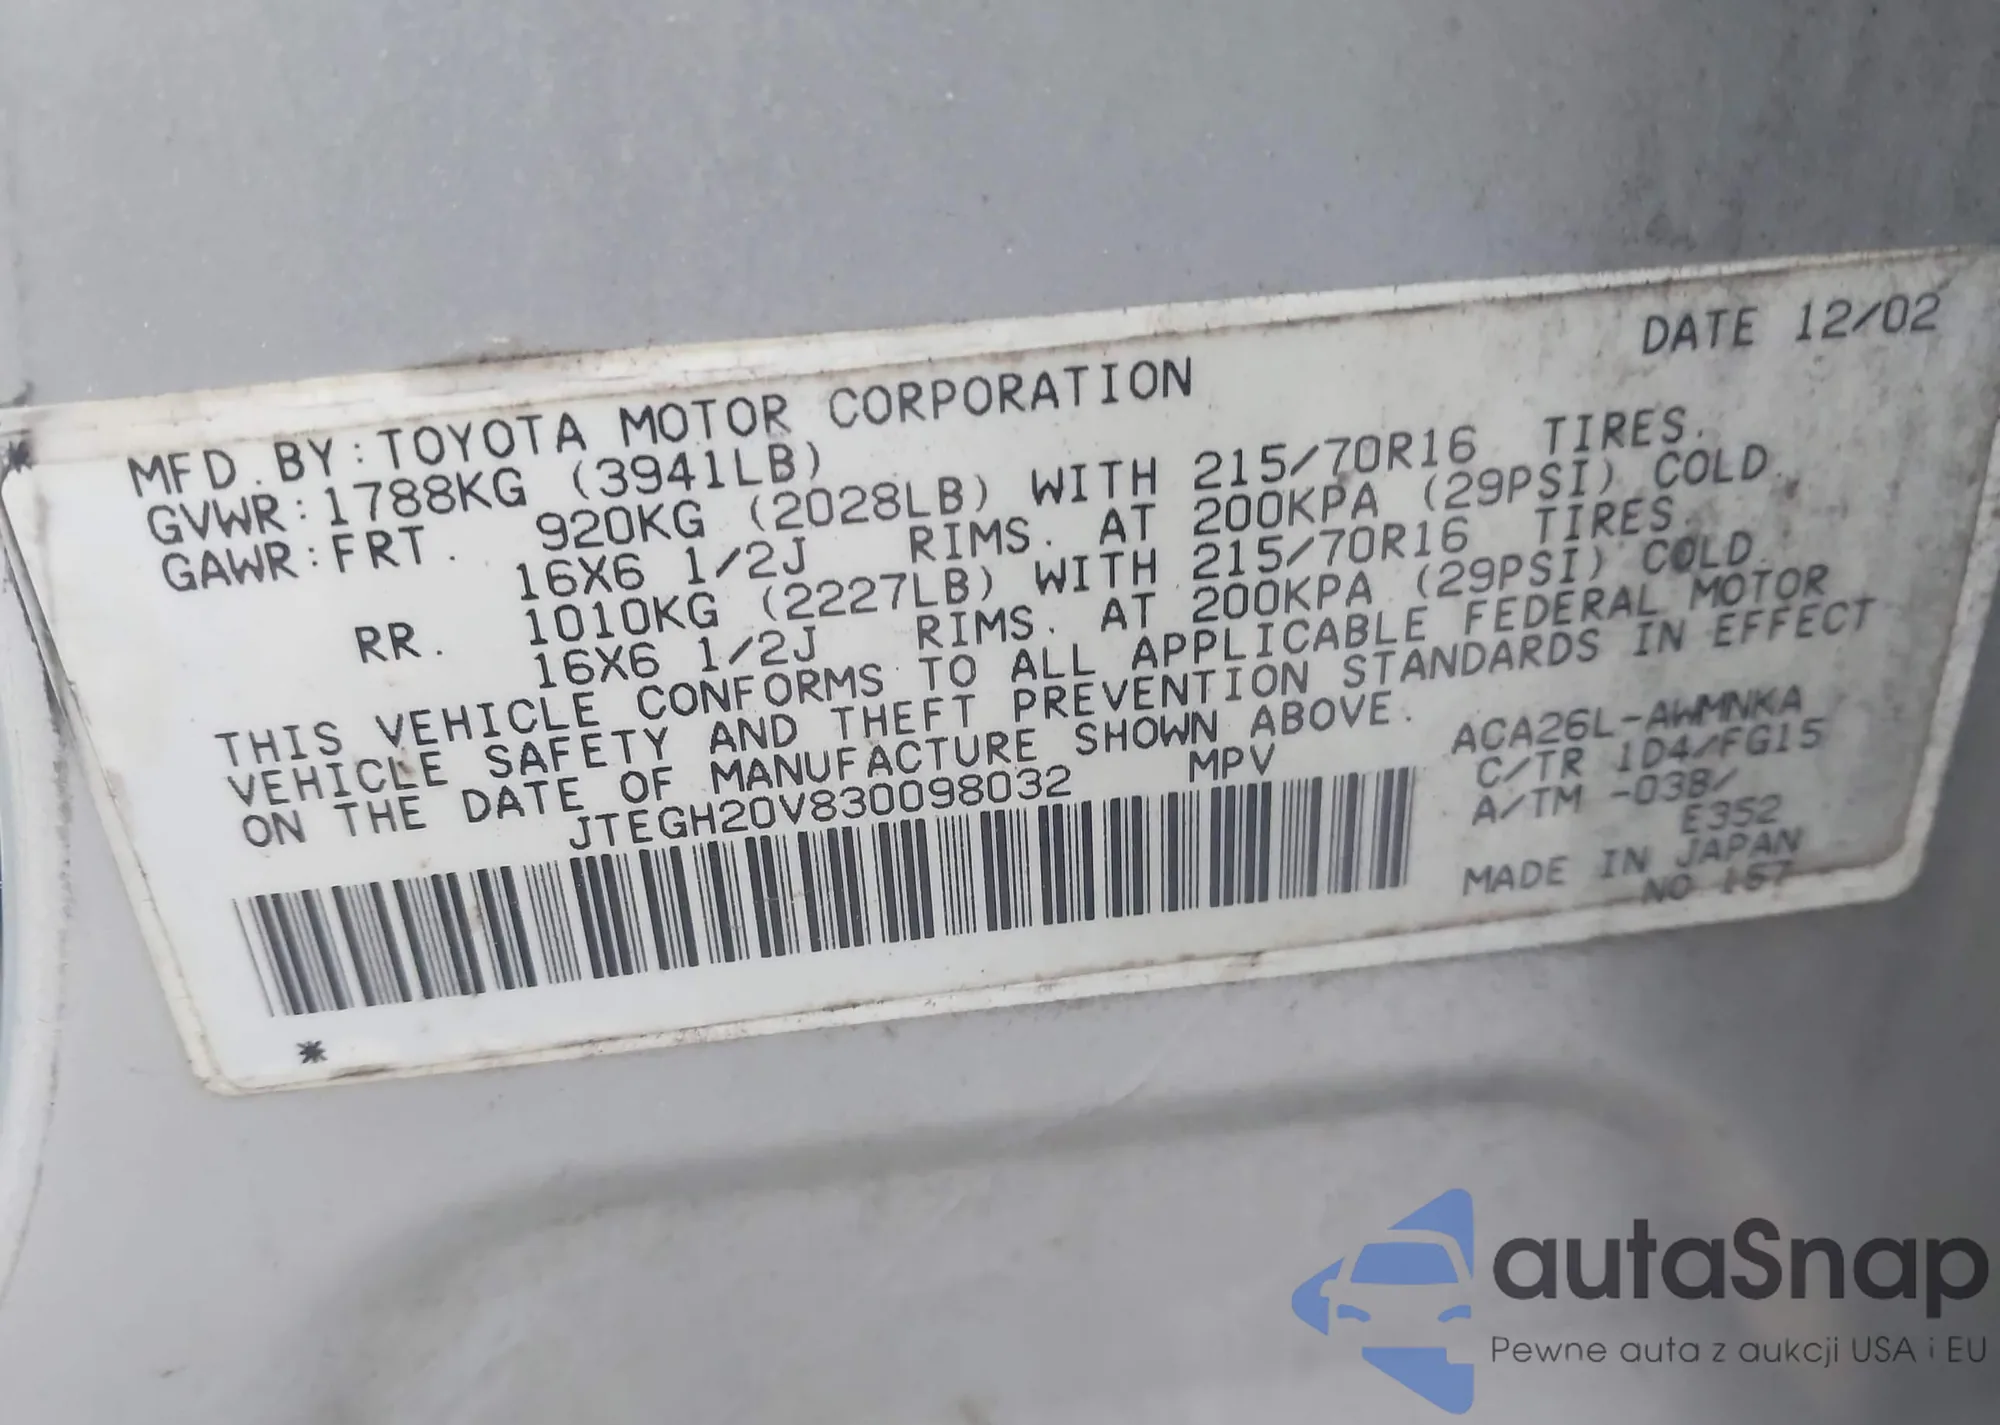 DATE 12/02
MFD.BY:TOYOTA MOTOR CORPORATION
GVWR:1788KG (3941LB)
GAWR:FRT. 920KG (2028LB) WITH 215/70R16 TIRES.
16X6 1/2J RIMS. AT 200KPA (29PSI) COLD.
RR. 1010KG (2227LB) WITH 215/70R16 TIRES.
16X6 1/2J RIMS. AT 200KPA (29PSI) COLD.
THIS VEHICLE CONFORMS TO ALL APPLICABLE FEDERAL MOTOR
VEHICLE SAFETY AND THEFT PREVENTION STANDARDS IN EFFECT
ON THE DATE OF MANUFACTURE SHOWN ABOVE.
JTEGH20V830098032 MPV
ACA26L-AWMNKA
C/TR 1D4/FG15
A/TM -03B/
E352
MADE IN JAPAN
NO 157
autaSnap
Pewne auta z aukcji USA i EU